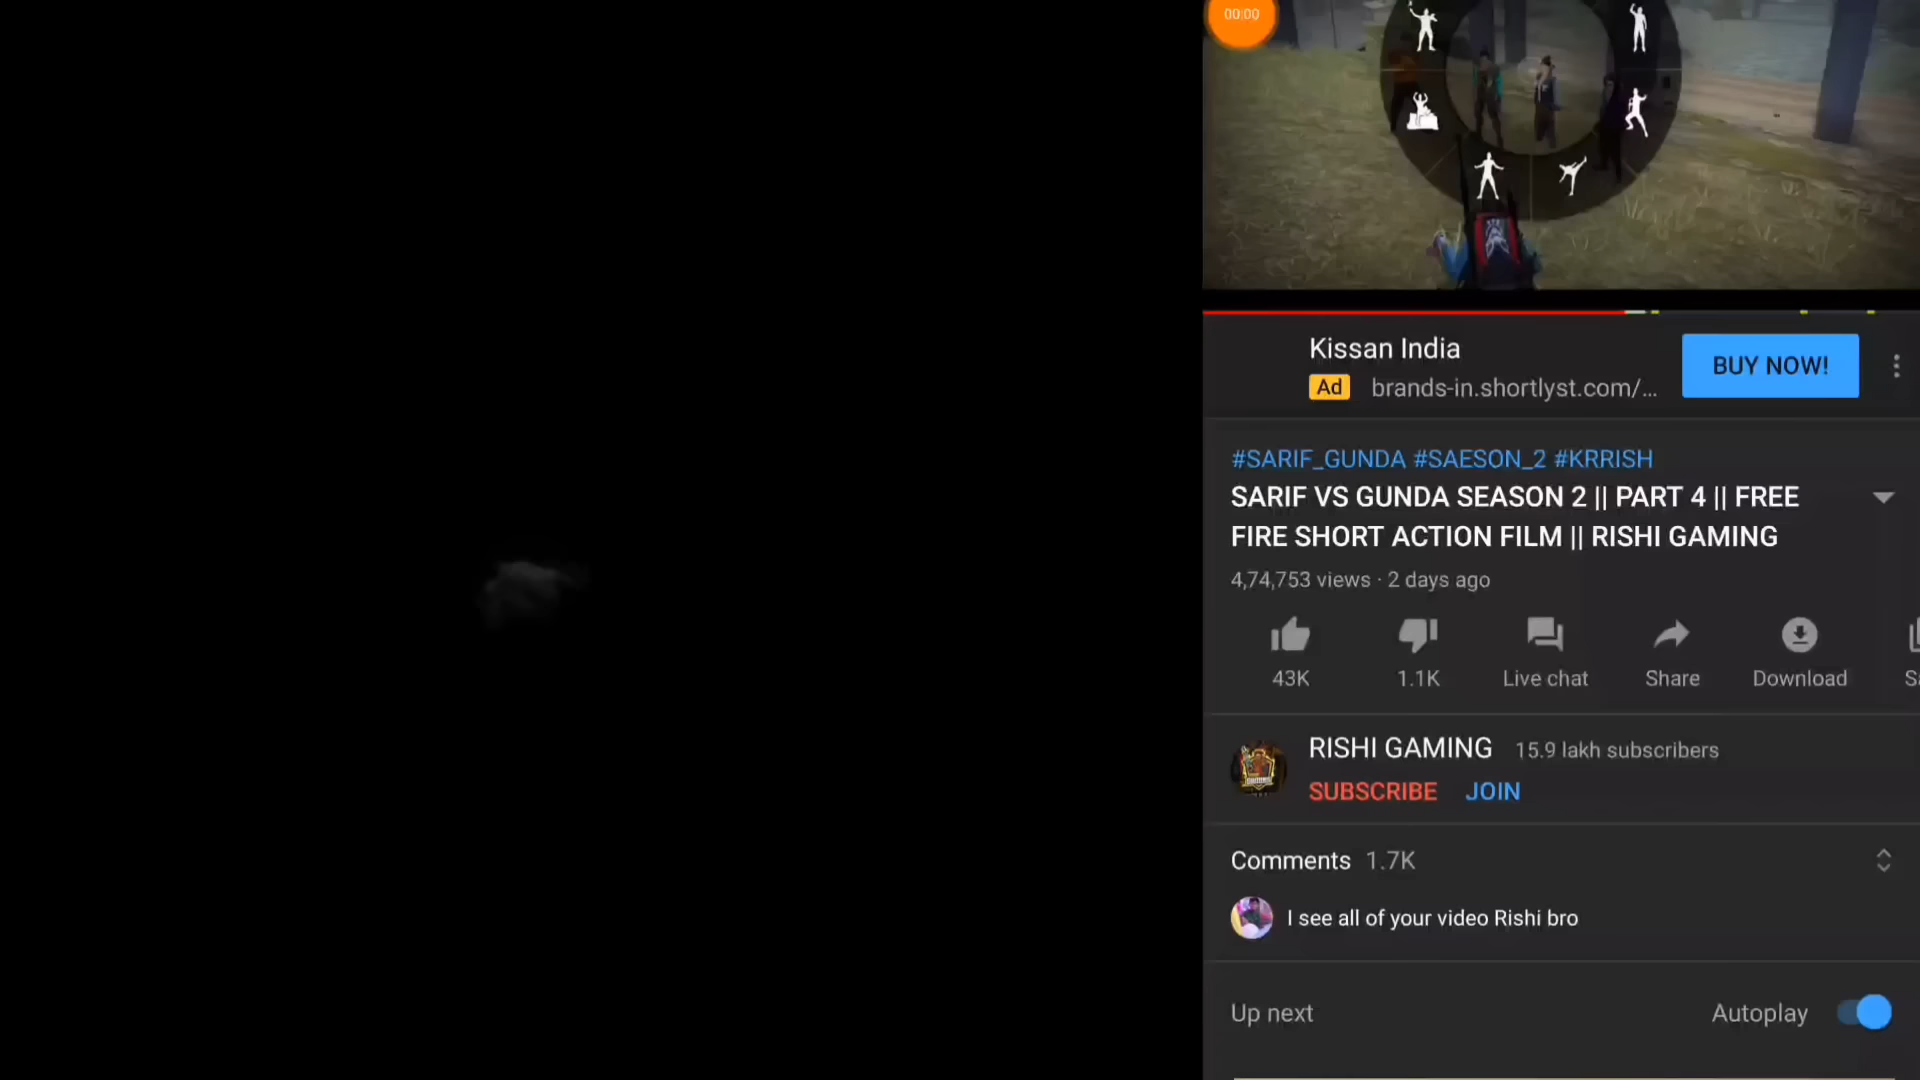 00:00
Kissan India
Ad brands-in.shortlyst.com/...
BUY NOW!
#SARIF_GUNDA #SAESON_2 #KRRISH
SARIF VS GUNDA SEASON 2 || PART 4 || FREE
FIRE SHORT ACTION FILM || RISHI GAMING
4,74,753 views · 2 days ago
43K
1.1K
Live chat
Share
Download
RISHI GAMING 15.9 lakh subscribers
SUBSCRIBE JOIN
Comments 1.7K
I see all of your video Rishi bro
Up next
Autoplay